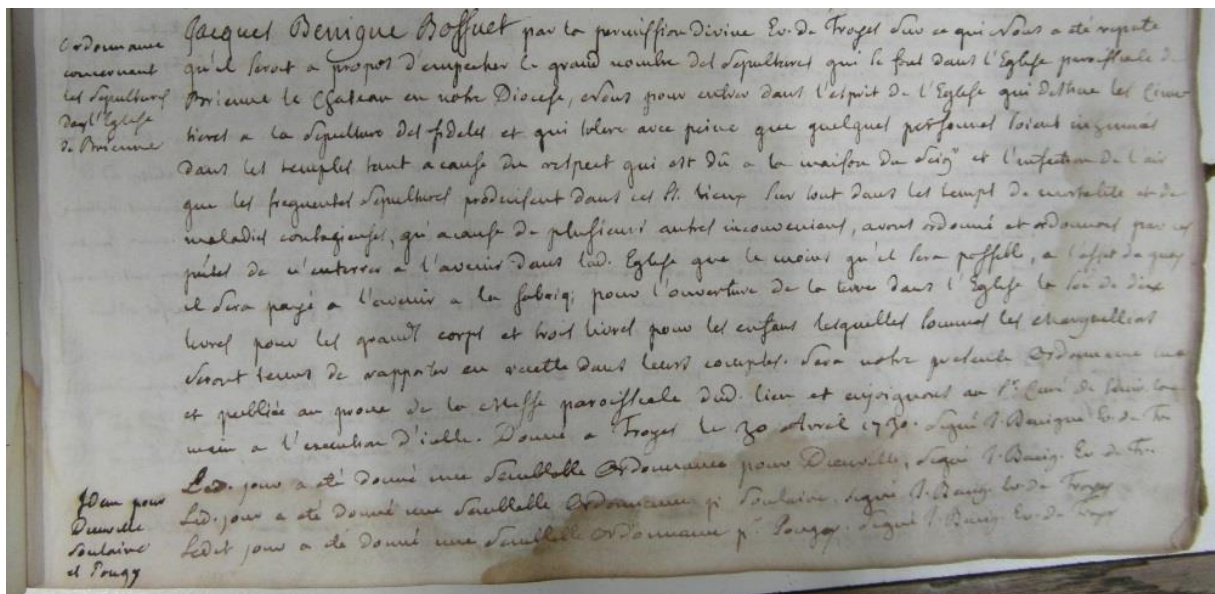 Ordonnance
concernant
les sepultures
dans l'Eglise
de Brienne
Jacques Benigne Bossuet par la permission divine Ev. de Troyes sur ce qui Nous a été
qu'il seroit a propos d'empecher le grand nombre des sepultures qui se font dans l'Eglise paroissiale de
Brienne le Chateau en notre Diocese, Nous pour entrer dans l'esprit de l'Eglise qui destine les Cime-
tieres a la sepulture des fideles et qui tolere avec peine que quelques personnes soient inhumées
dans les temples tant a cause du respect qui est dû a la maison du Seigr et l'infection de l'air
que les frequentes sepultures produisent dans ces Sts. lieux sur tout dans les temps de mortalité et de
maladies contagieuses, qu'a cause de plusieurs autres inconveniens, avons ordonné et ordonnons par ces
de n'enterrer a l'avenir dans lad. Eglise que le moins qu'il sera possible, a l'effet de quoy
il sera payé a l'avenir a la fabriq; pour l'ouverture de la terre dans l'Eglise la de dix
livres pour les grands corps et trois livres pour les enfans lesquelles sommes les marguilliers
seront tenus de rapporter en recette dans leurs comptes. Sera notre presente Ordonnance
et publiée au prone de la Messe paroissiale dud. lieu et enjoignons au Sr. Curé de tenir la
main a l'execution d'icelle. Donné a Troyes le 30 Avril 1730. Signé J. Benigne Ev. de Tr.
Led. jour a été donné une semblable Ordonnance pour Dienville, signé J. Benig. Ev. de Tr.
Led. jour a été donné une semblable Ordonnance pr Soulaine. signé J. Benig. Ev. de Troyes
Ledit jour a été donné une semblable Ordonnance pr Pougy. signé J. Benig. Ev. de Troyes
Idem pour
Dienville
Soulaine
et Pougy